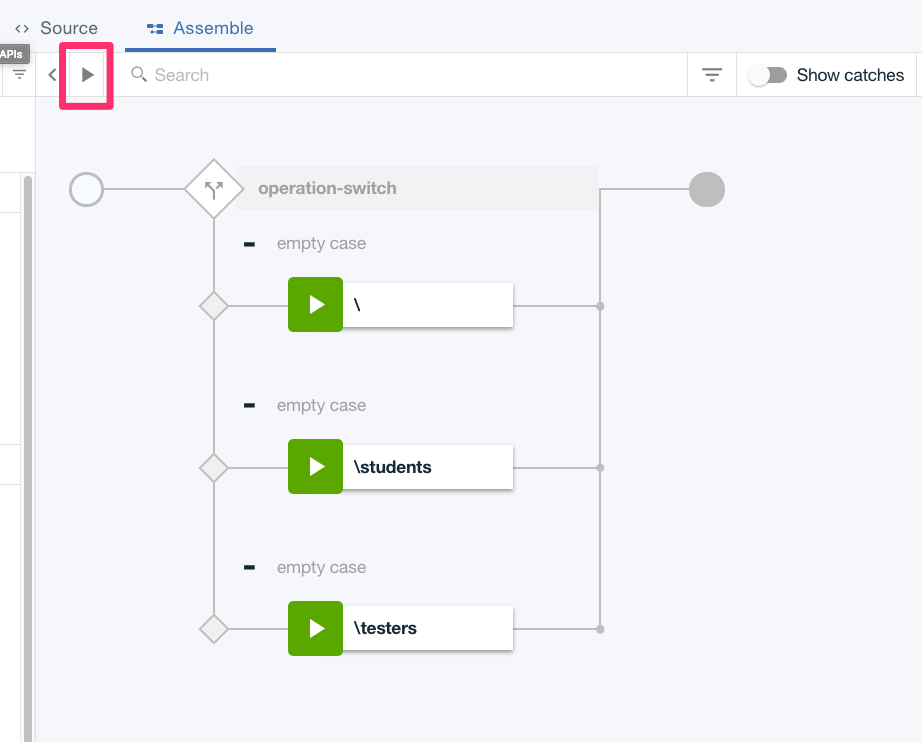 Source
Assemble
APIs
Search
Show catches
operation-switch
empty case
\
empty case
\students
empty case
\testers